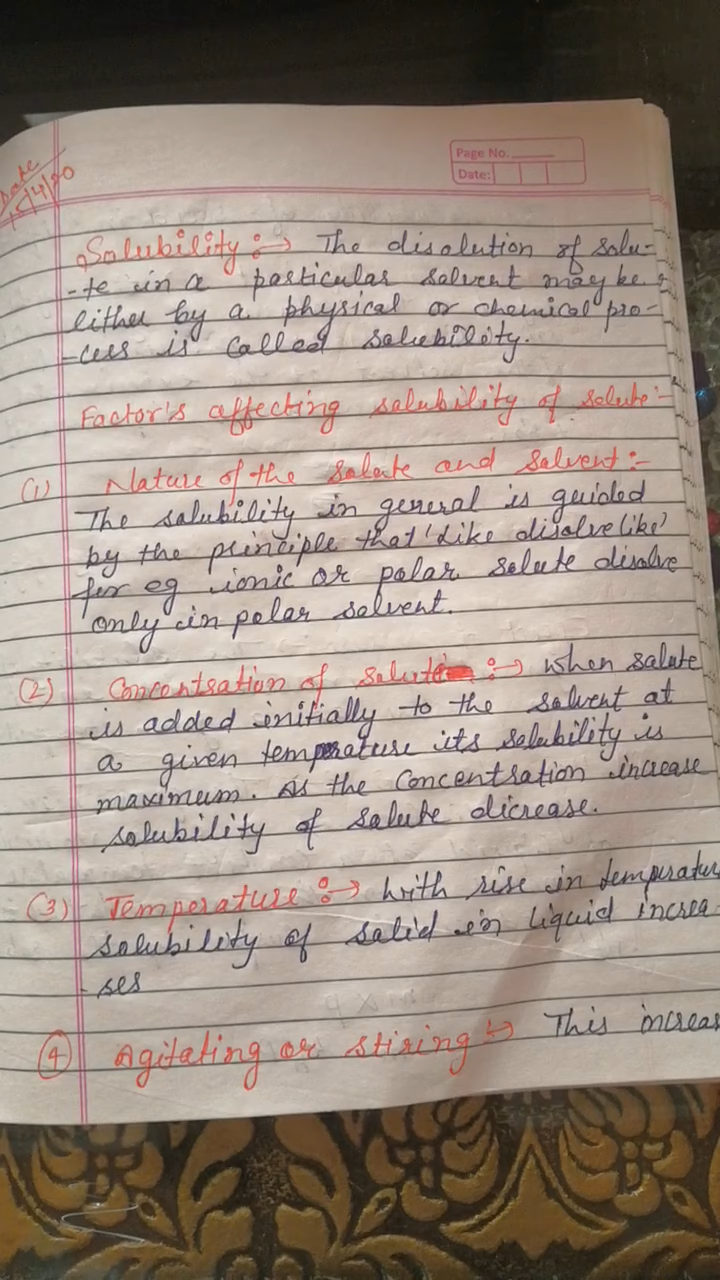 Date
15/4/20
Page No.
Date:
Solubility :→ The disolution of solu-
-te in a particular solvent may be
either by a physical or chemical pro-
-cess is called solubility.
Factor's affecting solubility of solute :-
(1) Nature of the solute and solvent :-
The solubility in general is guided
by the principle that 'Like disolve like'
for eg ionic or polar solute disolve
only in polar solvent.
(2) Concentration of solute :→ when solute
is added initially to the solvent at
a given temperature its solubility is
maximum. As the concentration increase
solubility of solute dicrease.
(3) Temperature :→ With rise in temperatur
solubility of solid in liquid increa
-ses
(4) Agitating or stiring :→ This increas